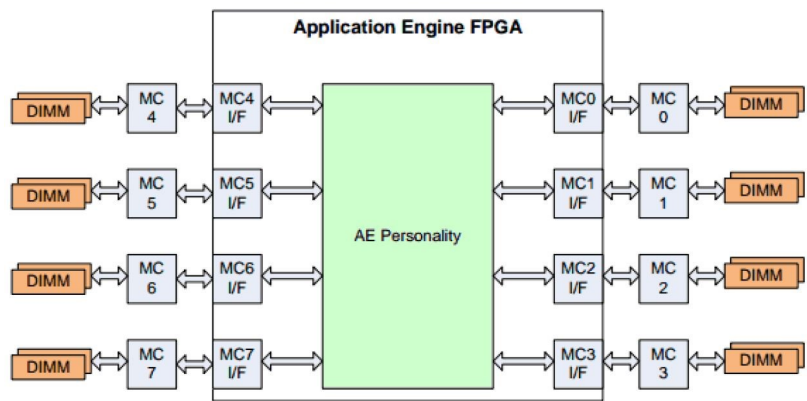 Application Engine FPGA
DIMM
MC
4
MC4
I/F
MC0
I/F
MC
0
DIMM
DIMM
MC
5
MC5
I/F
MC1
I/F
MC
1
DIMM
AE Personality
DIMM
MC
6
MC6
I/F
MC2
I/F
MC
2
DIMM
DIMM
MC
7
MC7
I/F
MC3
I/F
MC
3
DIMM